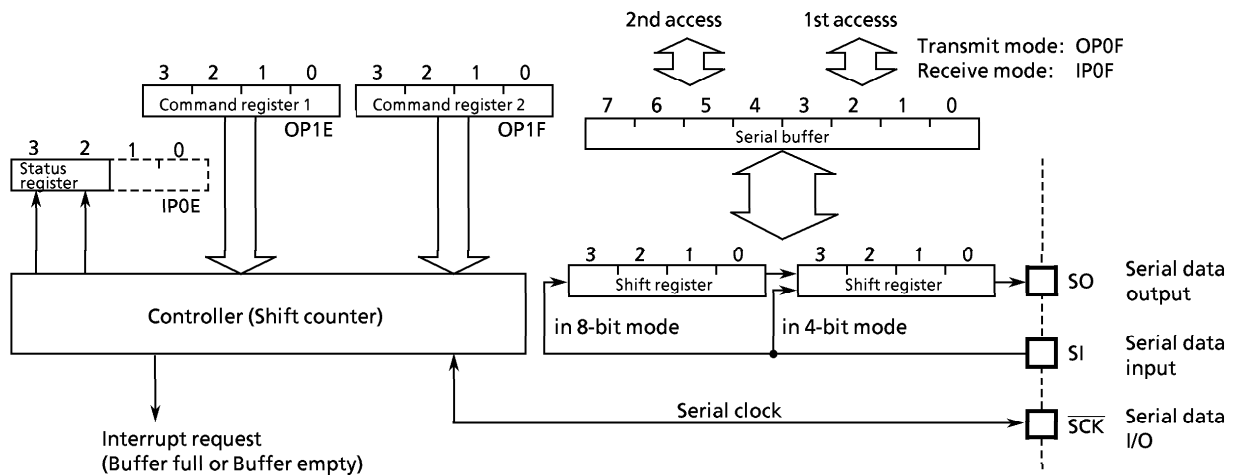 2nd access
1st accesss
Transmit mode: OP0F
Receive mode: IP0F
3 2 1 0
Command register 1
OP1E
3 2 1 0
Command register 2
OP1F
7 6 5 4 3 2 1 0
Serial buffer
3 2 1 0
Status
register
IP0E
3 2 1 0
Shift register
3 2 1 0
Shift register
SO
Serial data
output
Controller (Shift counter)
in 8-bit mode
in 4-bit mode
SI
Serial data
input
Serial clock
SCK
Serial data
I/O
Interrupt request
(Buffer full or Buffer empty)